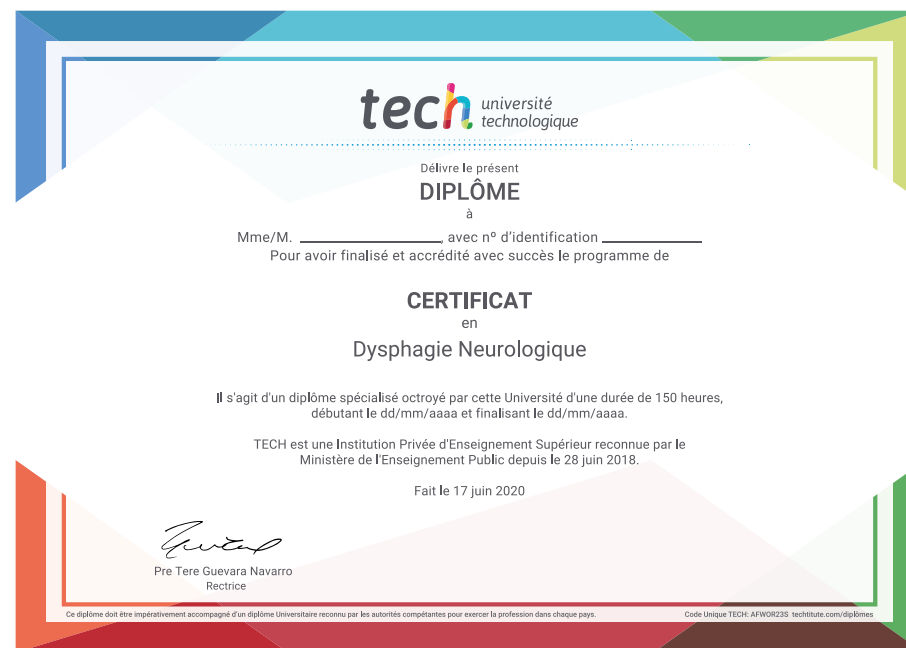 tech université
technologique
Délivre le présent
DIPLÔME
à
Mme/M. ____________________, avec nº d'identification ______________
Pour avoir finalisé et accrédité avec succès le programme de
CERTIFICAT
en
Dysphagie Neurologique
Il s'agit d'un diplôme spécialisé octroyé par cette Université d'une durée de 150 heures,
débutant le dd/mm/aaaa et finalisant le dd/mm/aaaa.
TECH est une Institution Privée d'Enseignement Supérieur reconnue par le
Ministère de l'Enseignement Public depuis le 28 juin 2018.
Fait le 17 juin 2020
Pre Tere Guevara Navarro
Rectrice
Ce diplôme doit être impérativement accompagné d'un diplôme Universitaire reconnu par les autorités compétantes pour exercer la profession dans chaque pays.
Code Unique TECH: AFWOR23S techtitute.com/diplômes